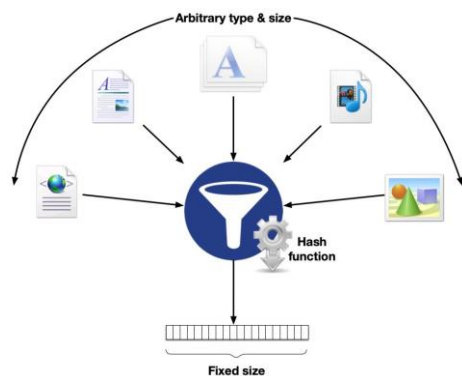 Arbitrary type & size
A
Hash
function
Fixed size